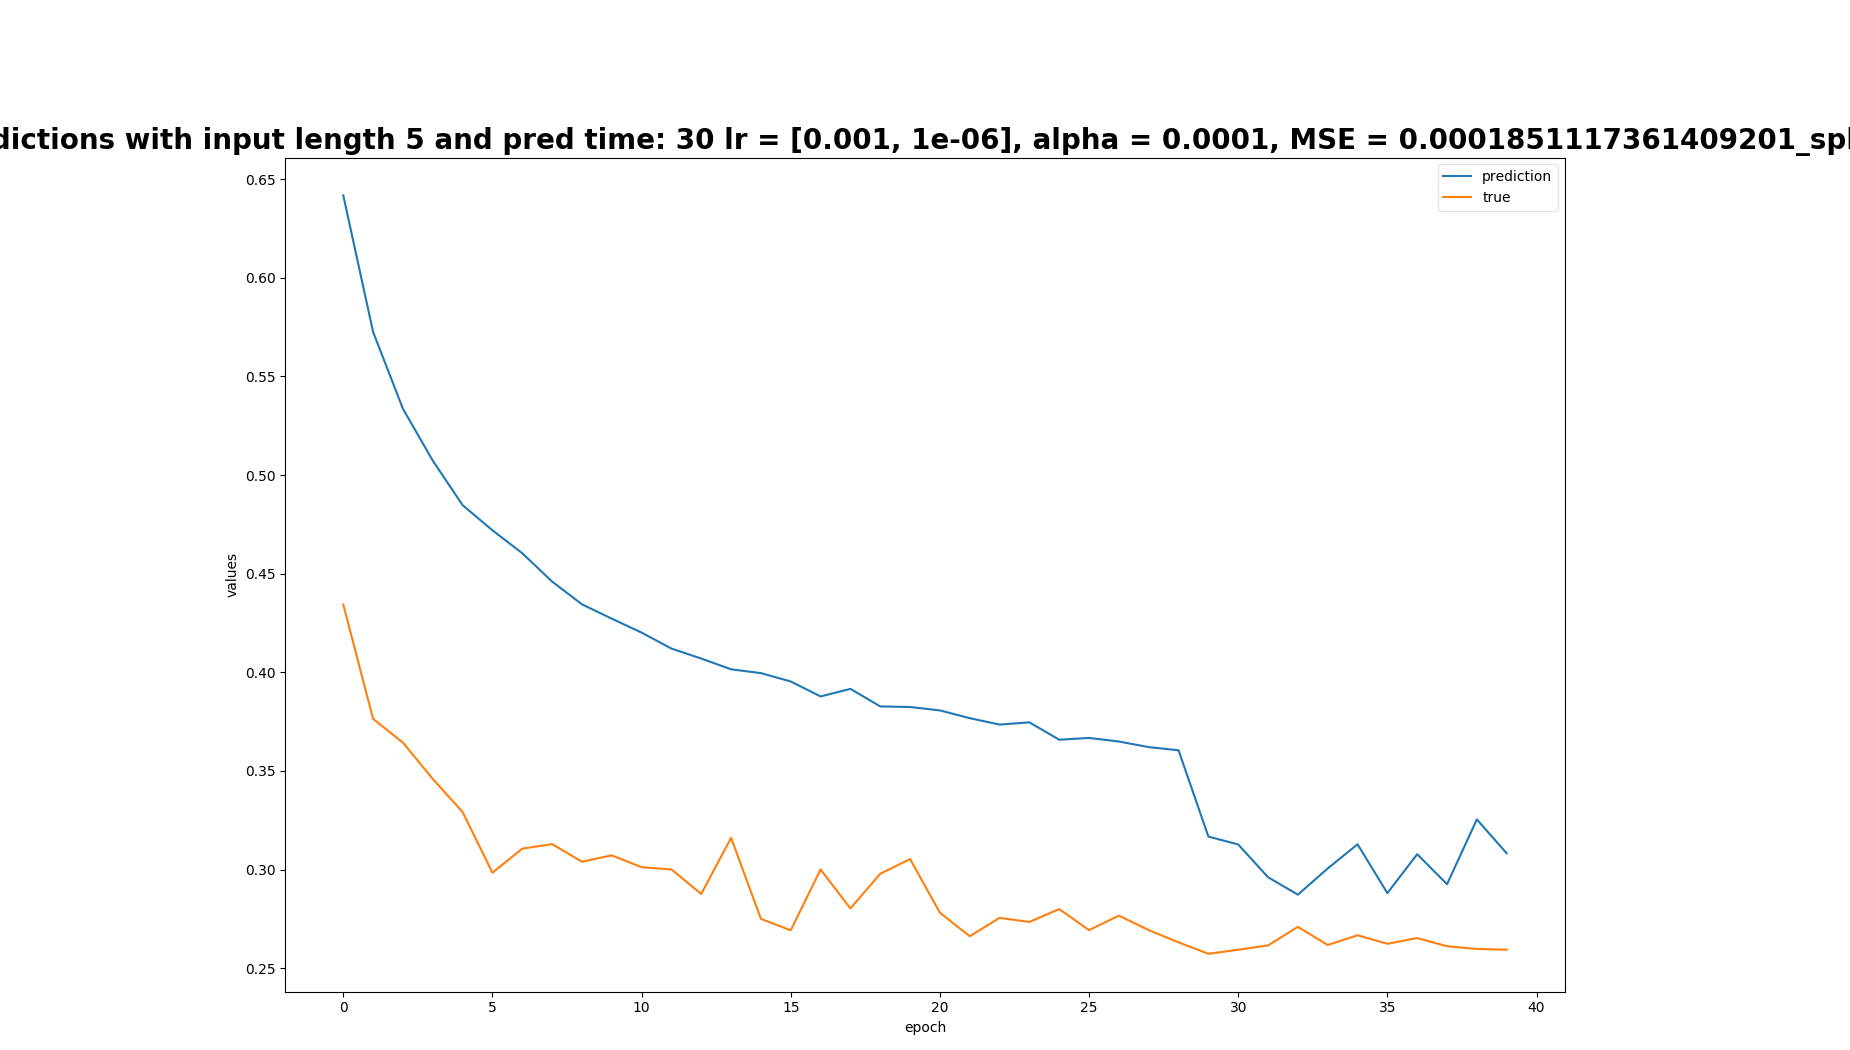 dictions with input length 5 and pred time: 30 lr = [0.001, 1e-06], alpha = 0.0001, MSE = 0.0001851117361409201_spl
prediction
true
0.65
0.60
0.55
0.50
0.45
0.40
0.35
0.30
0.25
values
0 5 10 15 20 25 30 35 40
epoch